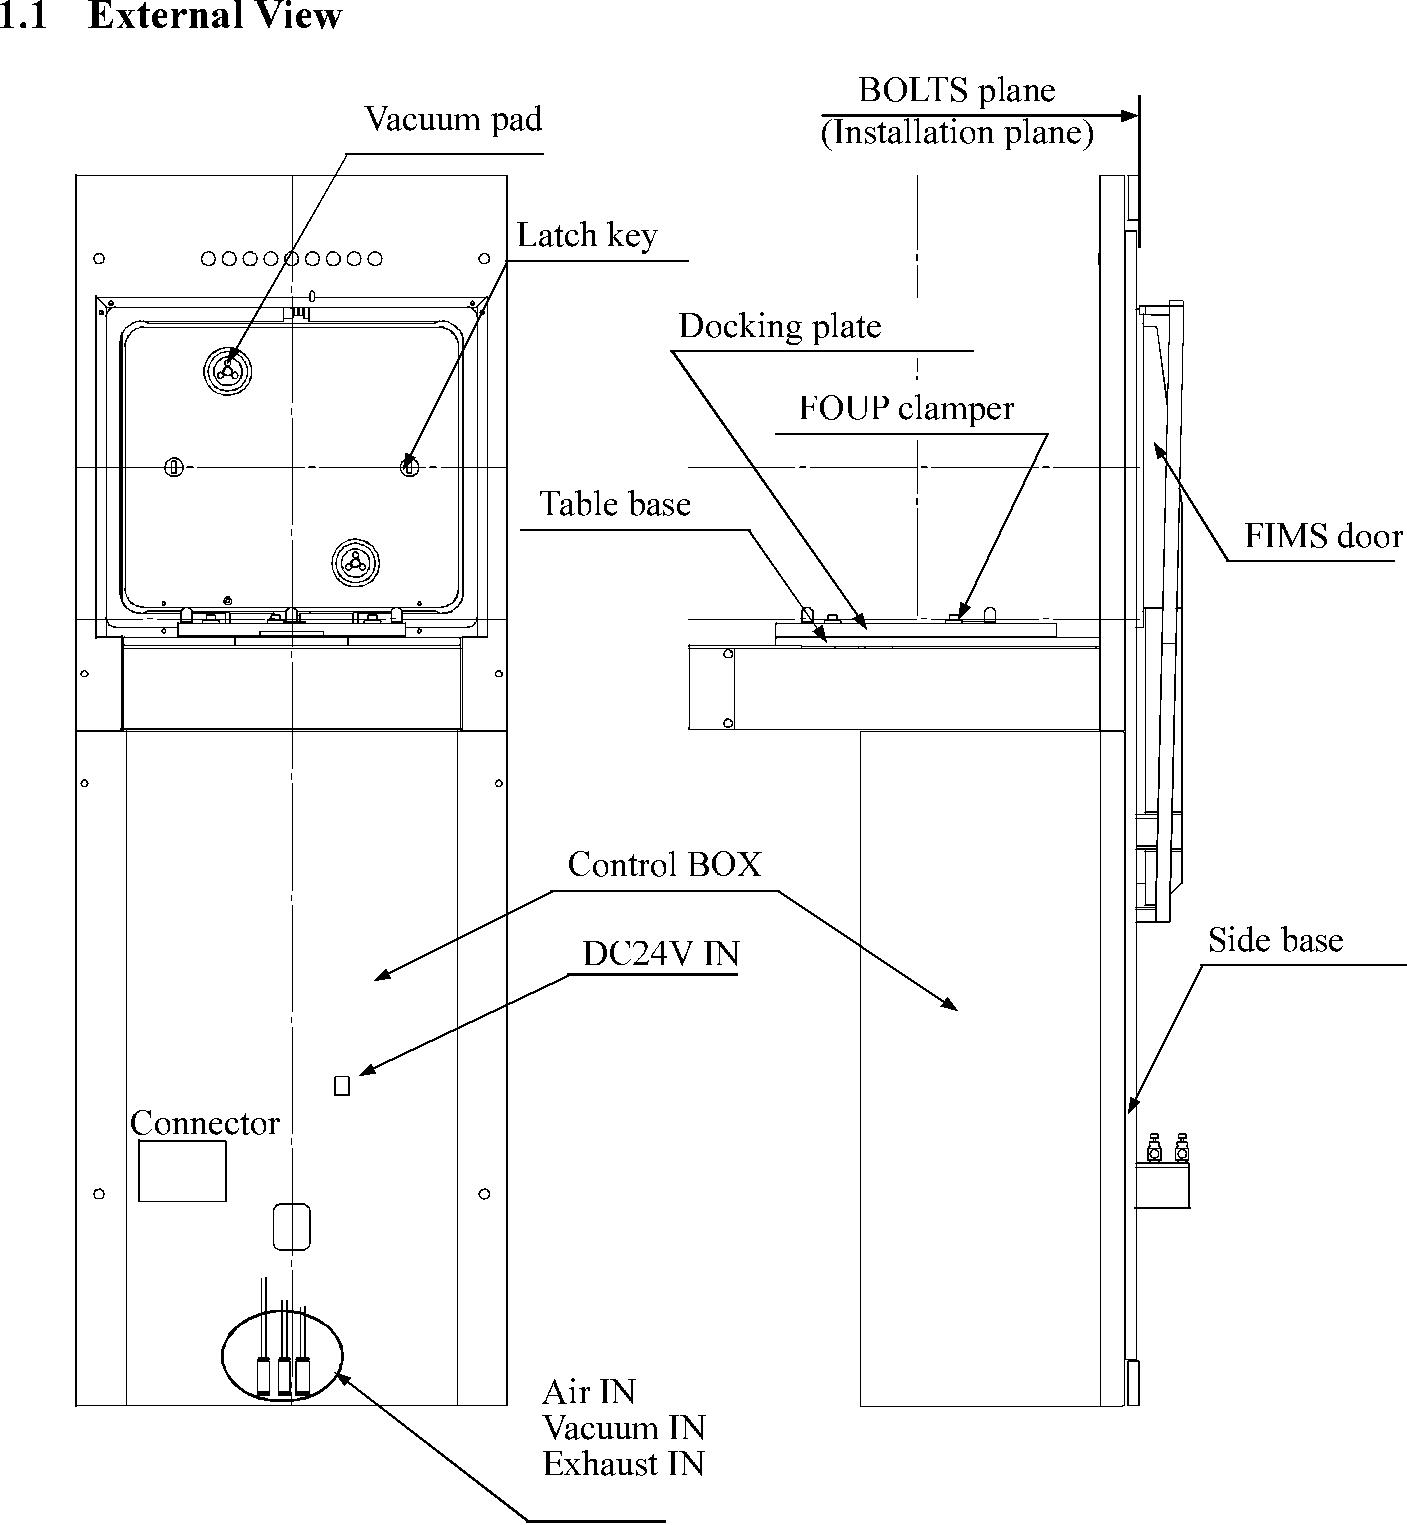 1.1 External View
BOLTS plane
(Installation plane)
Vacuum pad
Latch key
Docking plate
FOUP clamper
Table base
FIMS door
Control BOX
DC24V IN
Side base
Connector
Air IN
Vacuum IN
Exhaust IN